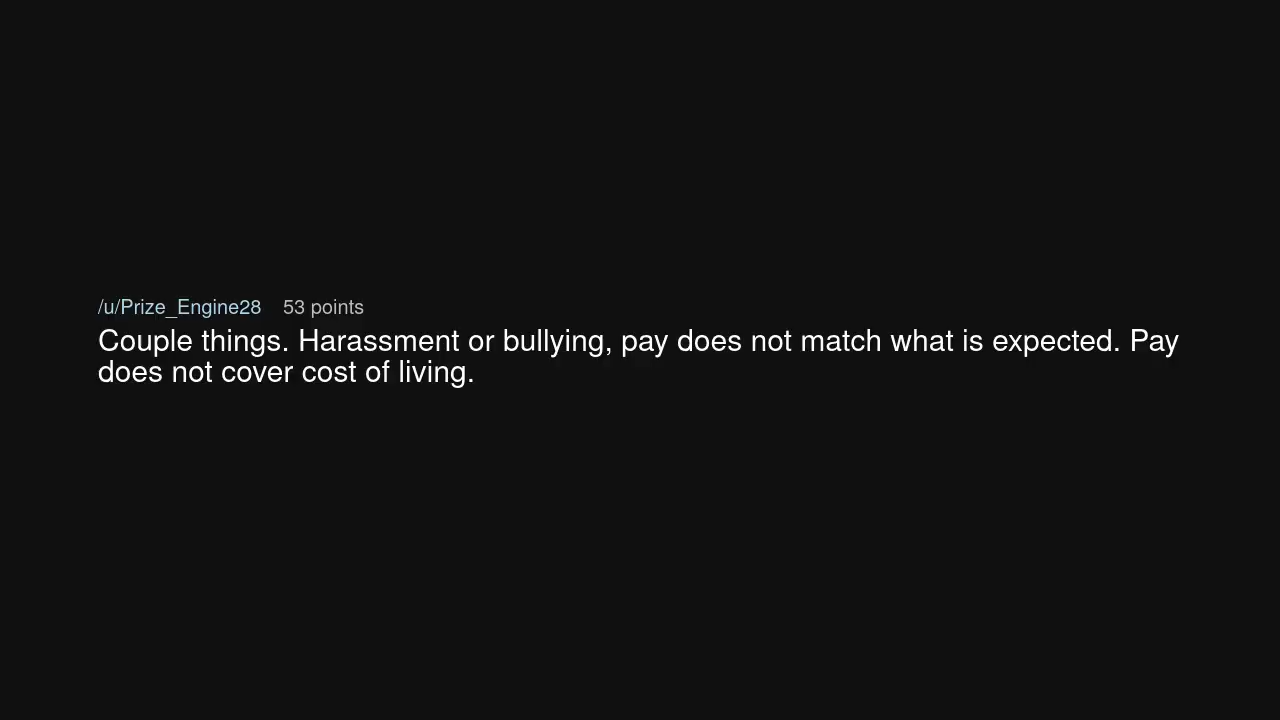 /u/Prize_Engine28 53 points
Couple things. Harassment or bullying, pay does not match what is expected. Pay
does not cover cost of living.